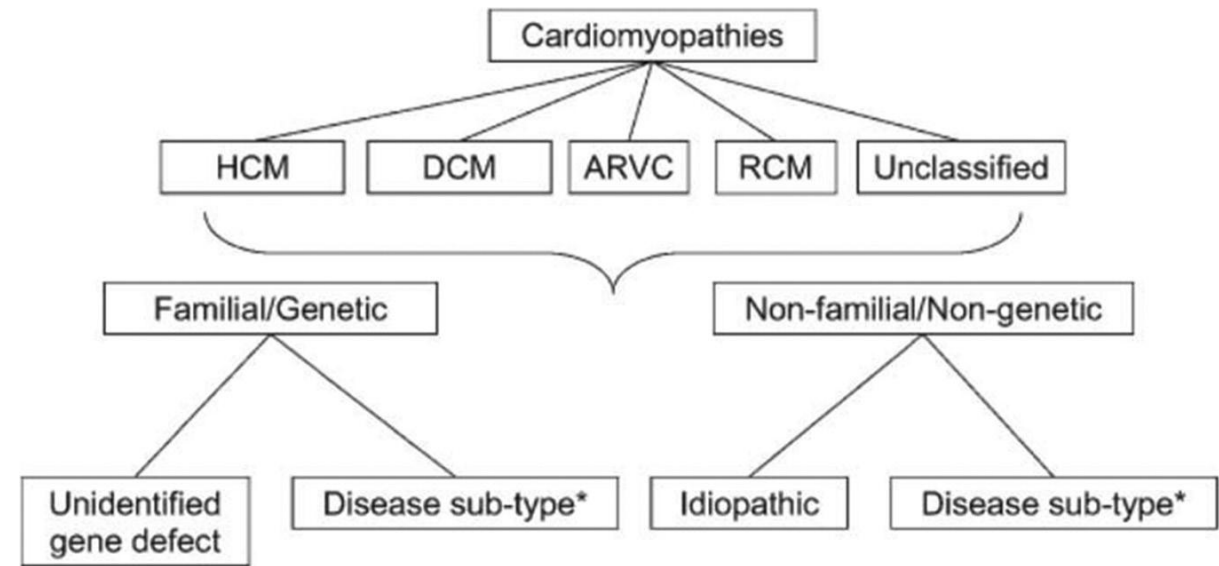 Cardiomyopathies
HCM
DCM
ARVC
RCM
Unclassified
Familial/Genetic
Non-familial/Non-genetic
Unidentified
gene defect
Disease sub-type*
Idiopathic
Disease sub-type*